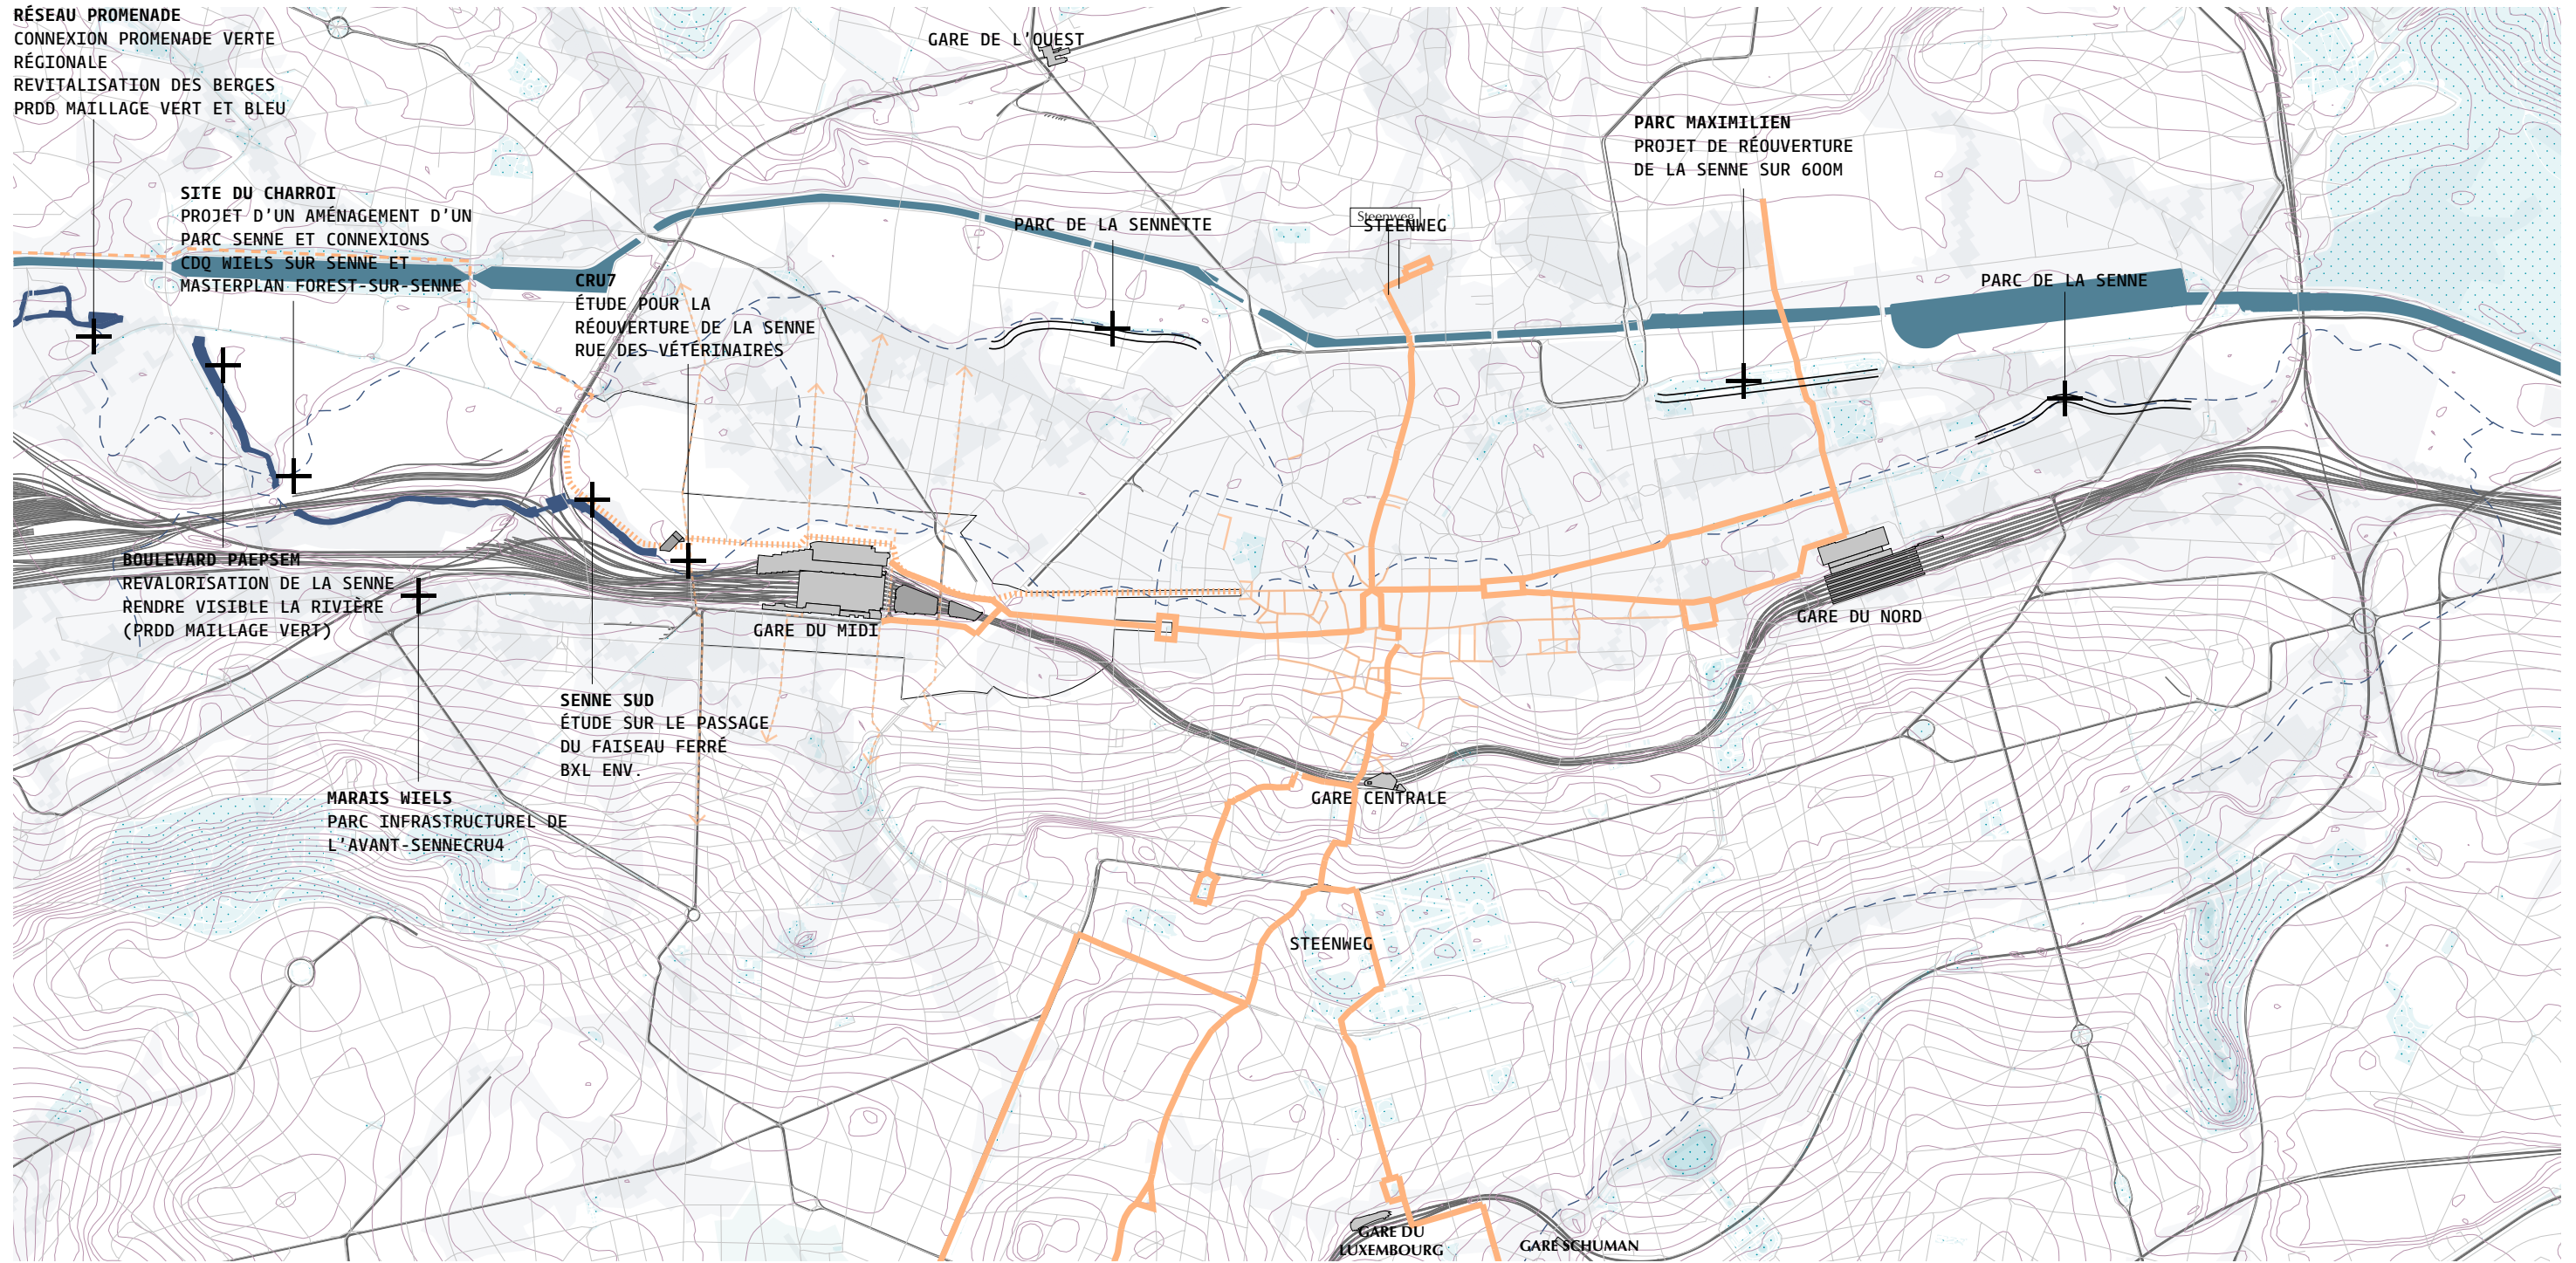 RÉSEAU PROMENADE
CONNEXION PROMENADE VERTE
RÉGIONALE
REVITALISATION DES BERGES
PRDD MAILLAGE VERT ET BLEU
GARE DE L'OUEST
PARC MAXIMILIEN
PROJET DE RÉOUVERTURE
DE LA SENNE SUR 600M
SITE DU CHARROI
PROJET D'UN AMÉNAGEMENT D'UN
PARC SENNE ET CONNEXIONS
CDQ WIELS SUR SENNE ET
MASTERPLAN FOREST-SUR-SENNE
PARC DE LA SENNETTE
Steenweg
STEENWEG
CRU7
ÉTUDE POUR LA
RÉOUVERTURE DE LA SENNE
RUE DES VÉTERINAIRES
PARC DE LA SENNE
BOULEVARD PAEPSEM
REVALORISATION DE LA SENNE
RENDRE VISIBLE LA RIVIÈRE
(PRDD MAILLAGE VERT)
GARE DU MIDI
GARE DU NORD
SENNE SUD
ÉTUDE SUR LE PASSAGE
DU FAISEAU FERRÉ
BXL ENV.
MARAIS WIELS
PARC INFRASTRUCTUREL DE
L'AVANT-SENNECRU4
GARE CENTRALE
STEENWEG
GARE DU
LUXEMBOURG
GARE SCHUMAN